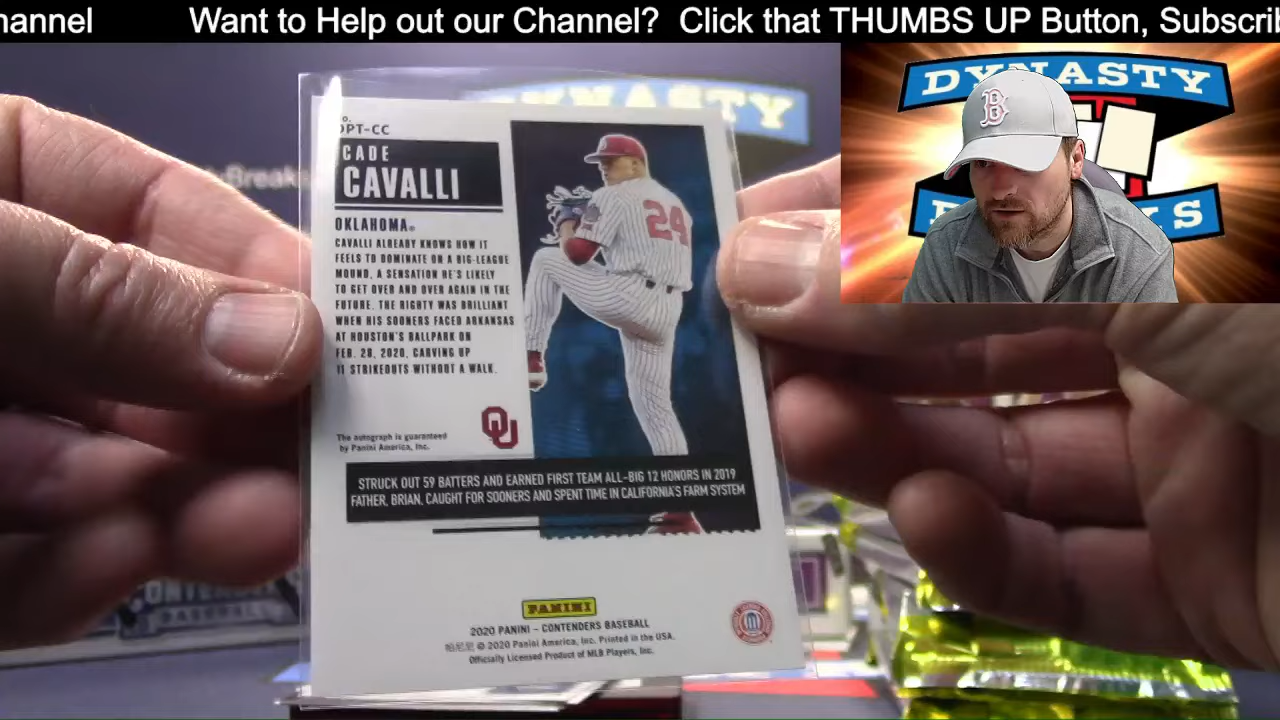 hannel Want to Help out our Channel? Click that THUMBS UP Button, Subscrib
DYNASTY
DYNASTY
Breaks
S
OPT-CC
CADE
CAVALLI
24
OKLAHOMA
CAVALLI ALREADY KNOWS HOW IT
FEELS TO DOMINATE ON A BIG-LEAGUE
MOUND, A SENSATION HE'S LIKELY
TO GET OVER AND OVER AGAIN IN THE
FUTURE. THE RIGHTY WAS BRILLIANT
WHEN HIS SOONERS FACED ARKANSAS
AT HOUSTON'S BALLPARK ON
FEB. 28, 2020, CARVING UP
11 STRIKEOUTS WITHOUT A WALK.
OU
The autograph is guaranteed
by Panini America, Inc.
STRUCK OUT 59 BATTERS AND EARNED FIRST TEAM ALL-BIG 12 HONORS IN 2019
FATHER, BRIAN, CAUGHT FOR SOONERS AND SPENT TIME IN CALIFORNIA'S FARM SYSTEM
PANINI
2020 PANINI - CONTENDERS BASEBALL
© 2020 Panini America, Inc. Printed in the USA.
Officially Licensed Product of MLB Players, Inc.
B